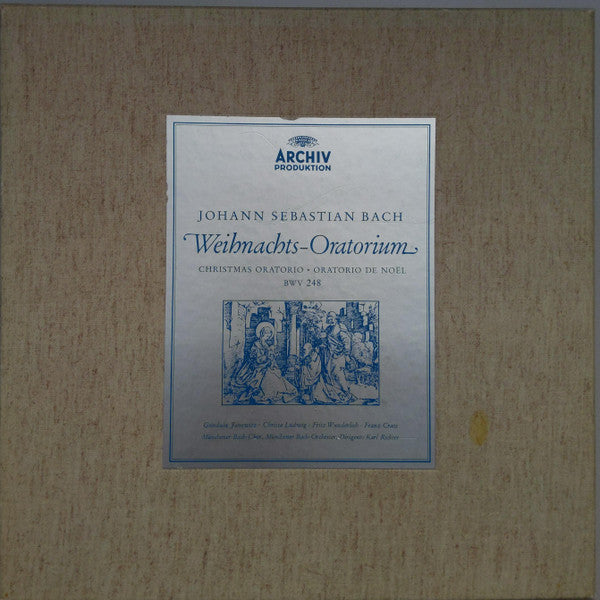 ARCHIV
PRODUKTION
JOHANN SEBASTIAN BACH
Weihnachts-Oratorium
CHRISTMAS ORATORIO • ORATORIO DE NOËL
BWV 248
Gundula Janowitz · Christa Ludwig · Fritz Wunderlich · Franz Crass
Münchener Bach-Chor, Münchener Bach-Orchester, Dirigent: Karl Richter